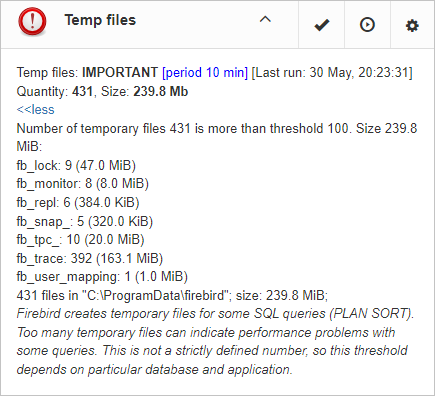 Temp files
Temp files: IMPORTANT [period 10 min] [Last run: 30 May, 20:23:31]
Quantity: 431, Size: 239.8 Mb
<<less
Number of temporary files 431 is more than threshold 100. Size 239.8
MiB:
fb_lock: 9 (47.0 MiB)
fb_monitor: 8 (8.0 MiB)
fb_repl: 6 (384.0 KiB)
fb_snap_: 5 (320.0 KiB)
fb_tpc_: 10 (20.0 MiB)
fb_trace: 392 (163.1 MiB)
fb_user_mapping: 1 (1.0 MiB)
431 files in "C:\ProgramData\firebird"; size: 239.8 MiB;
Firebird creates temporary files for some SQL queries (PLAN SORT).
Too many temporary files can indicate performance problems with
some queries. This is not a strictly defined number, so this threshold
depends on particular database and application.